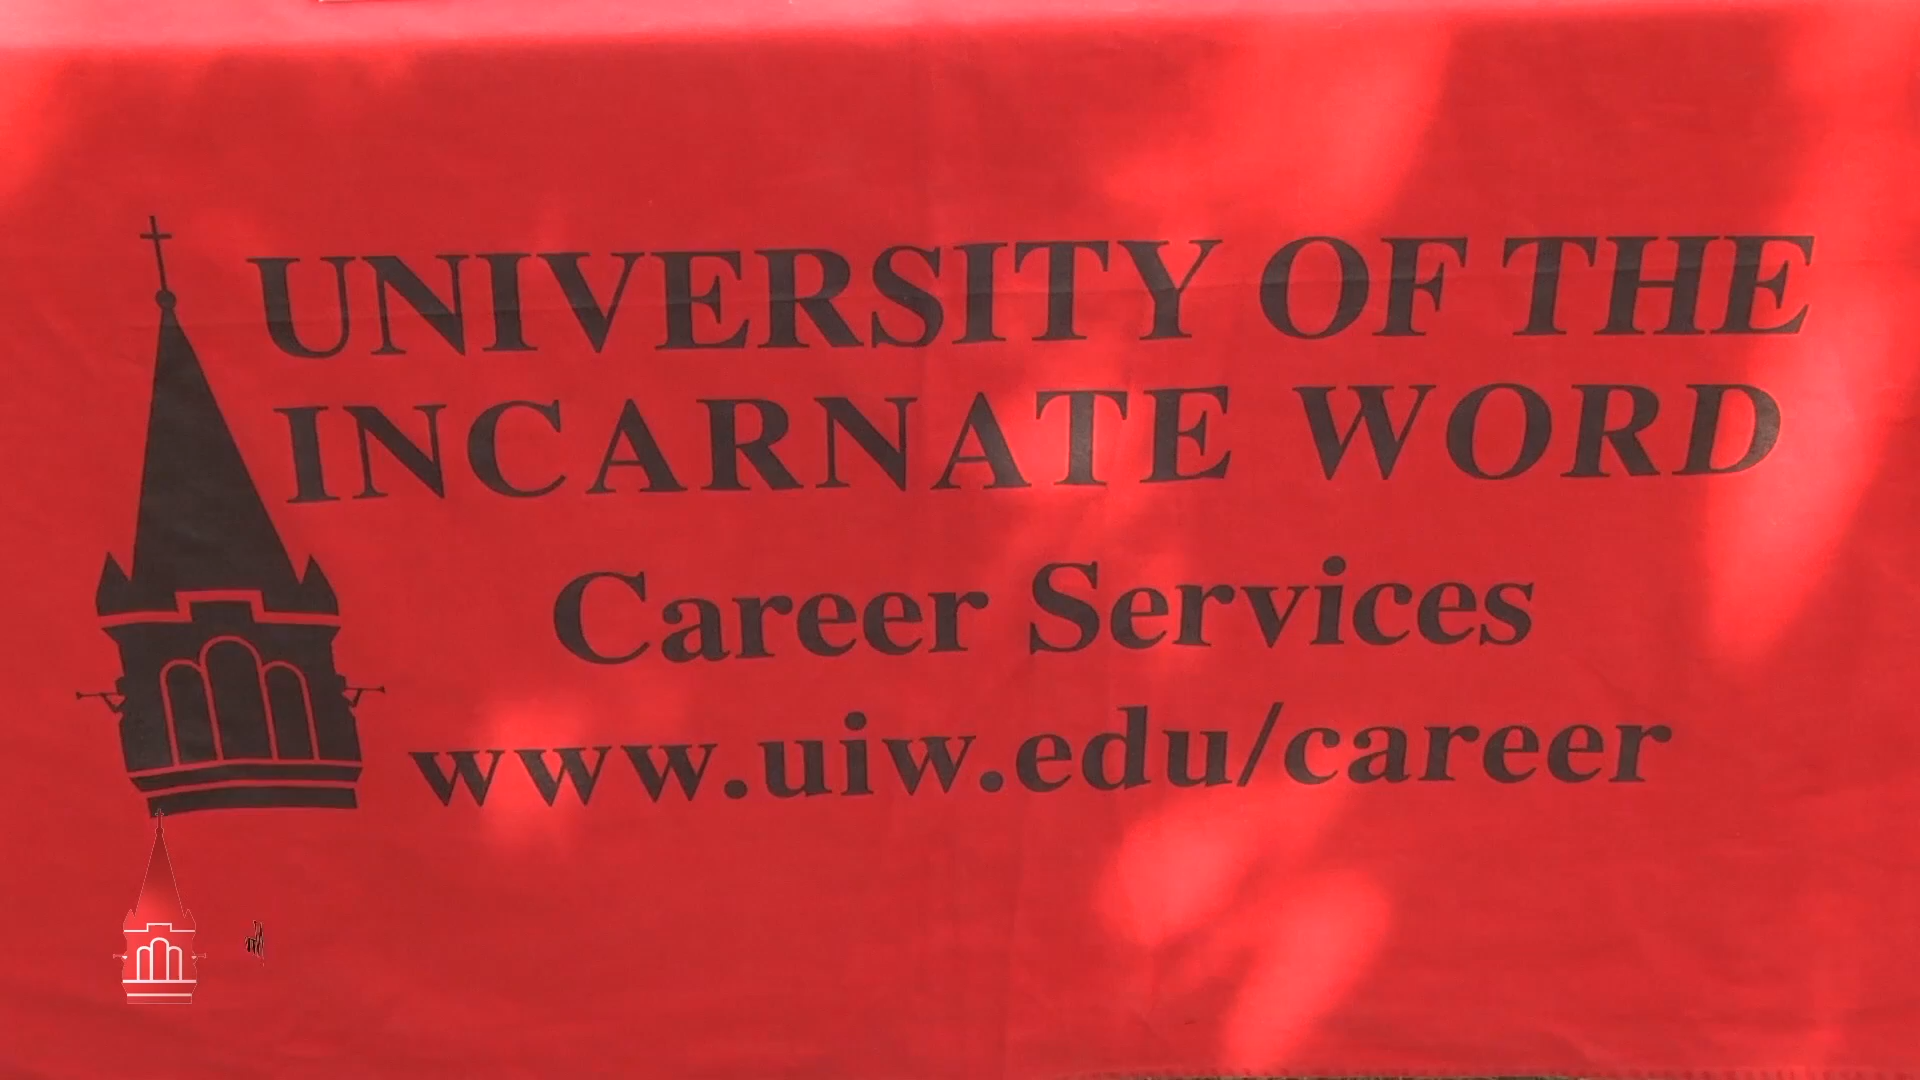 UNIVERSITY OF THE
INCARNATE WORD
Career Services
www.uiw.edu/career